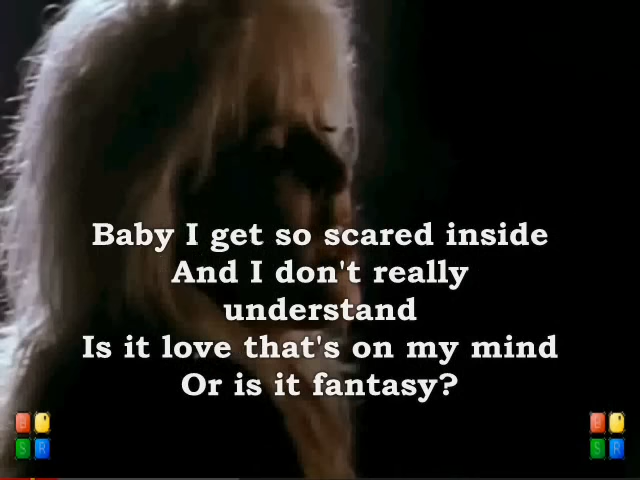 Baby I get so scared inside
And I don't really
understand
Is it love that's on my mind
Or is it fantasy?